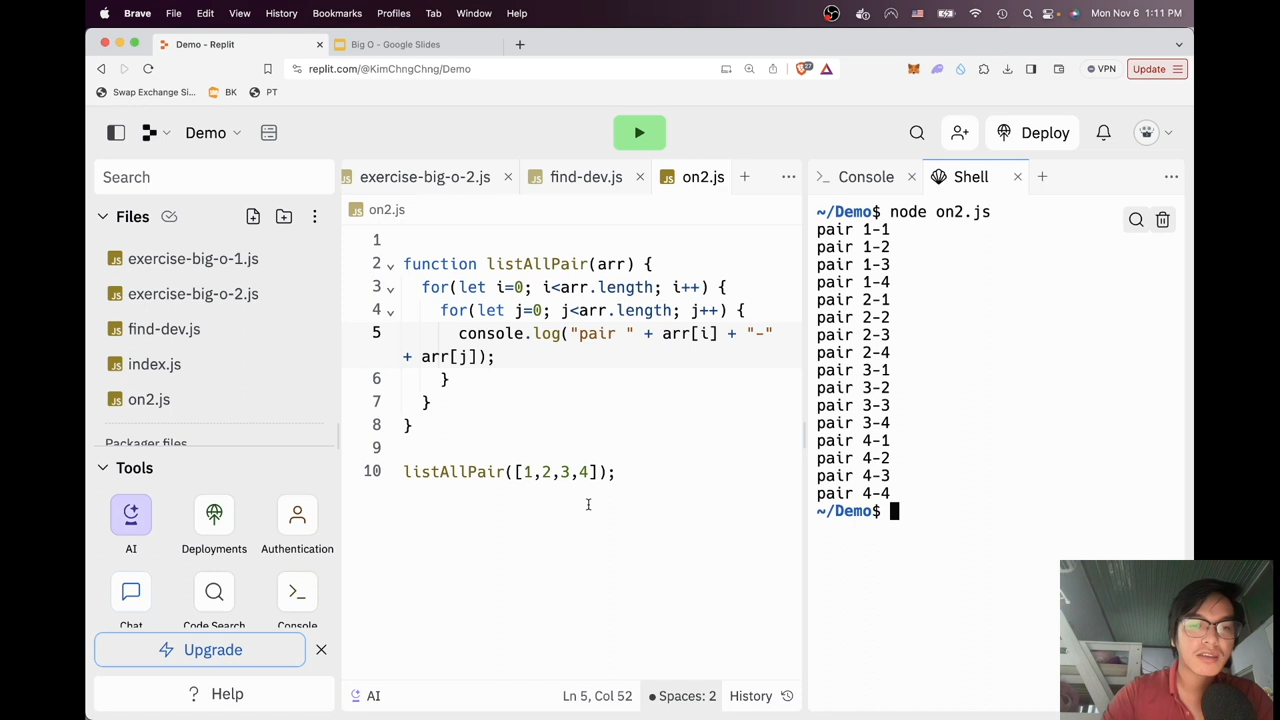 Brave File Edit View History Bookmarks Profiles Tab Window Help Mon Nov 6 1:11 PM
Demo - Replit Big O - Google Slides
replit.com/@KimChngChng/Demo 27 VPN Update
Swap Exchange Si... BK PT
Demo Deploy
Search exercise-big-o-2.js find-dev.js on2.js Console Shell
Files on2.js
exercise-big-o-1.js
exercise-big-o-2.js
find-dev.js
index.js
on2.js
Packager files
Tools
AI Deployments Authentication
Chat Code Search Console
Upgrade
? Help
1
2 function listAllPair(arr) {
3 for(let i=0; i<arr.length; i++) {
4 for(let j=0; j<arr.length; j++) {
5 console.log("pair " + arr[i] + "-"
+ arr[j]);
6 }
7 }
8 }
9
10 listAllPair([1,2,3,4]);
AI Ln 5, Col 52 Spaces: 2 History
~/Demo$ node on2.js
pair 1-1
pair 1-2
pair 1-3
pair 1-4
pair 2-1
pair 2-2
pair 2-3
pair 2-4
pair 3-1
pair 3-2
pair 3-3
pair 3-4
pair 4-1
pair 4-2
pair 4-3
pair 4-4
~/Demo$